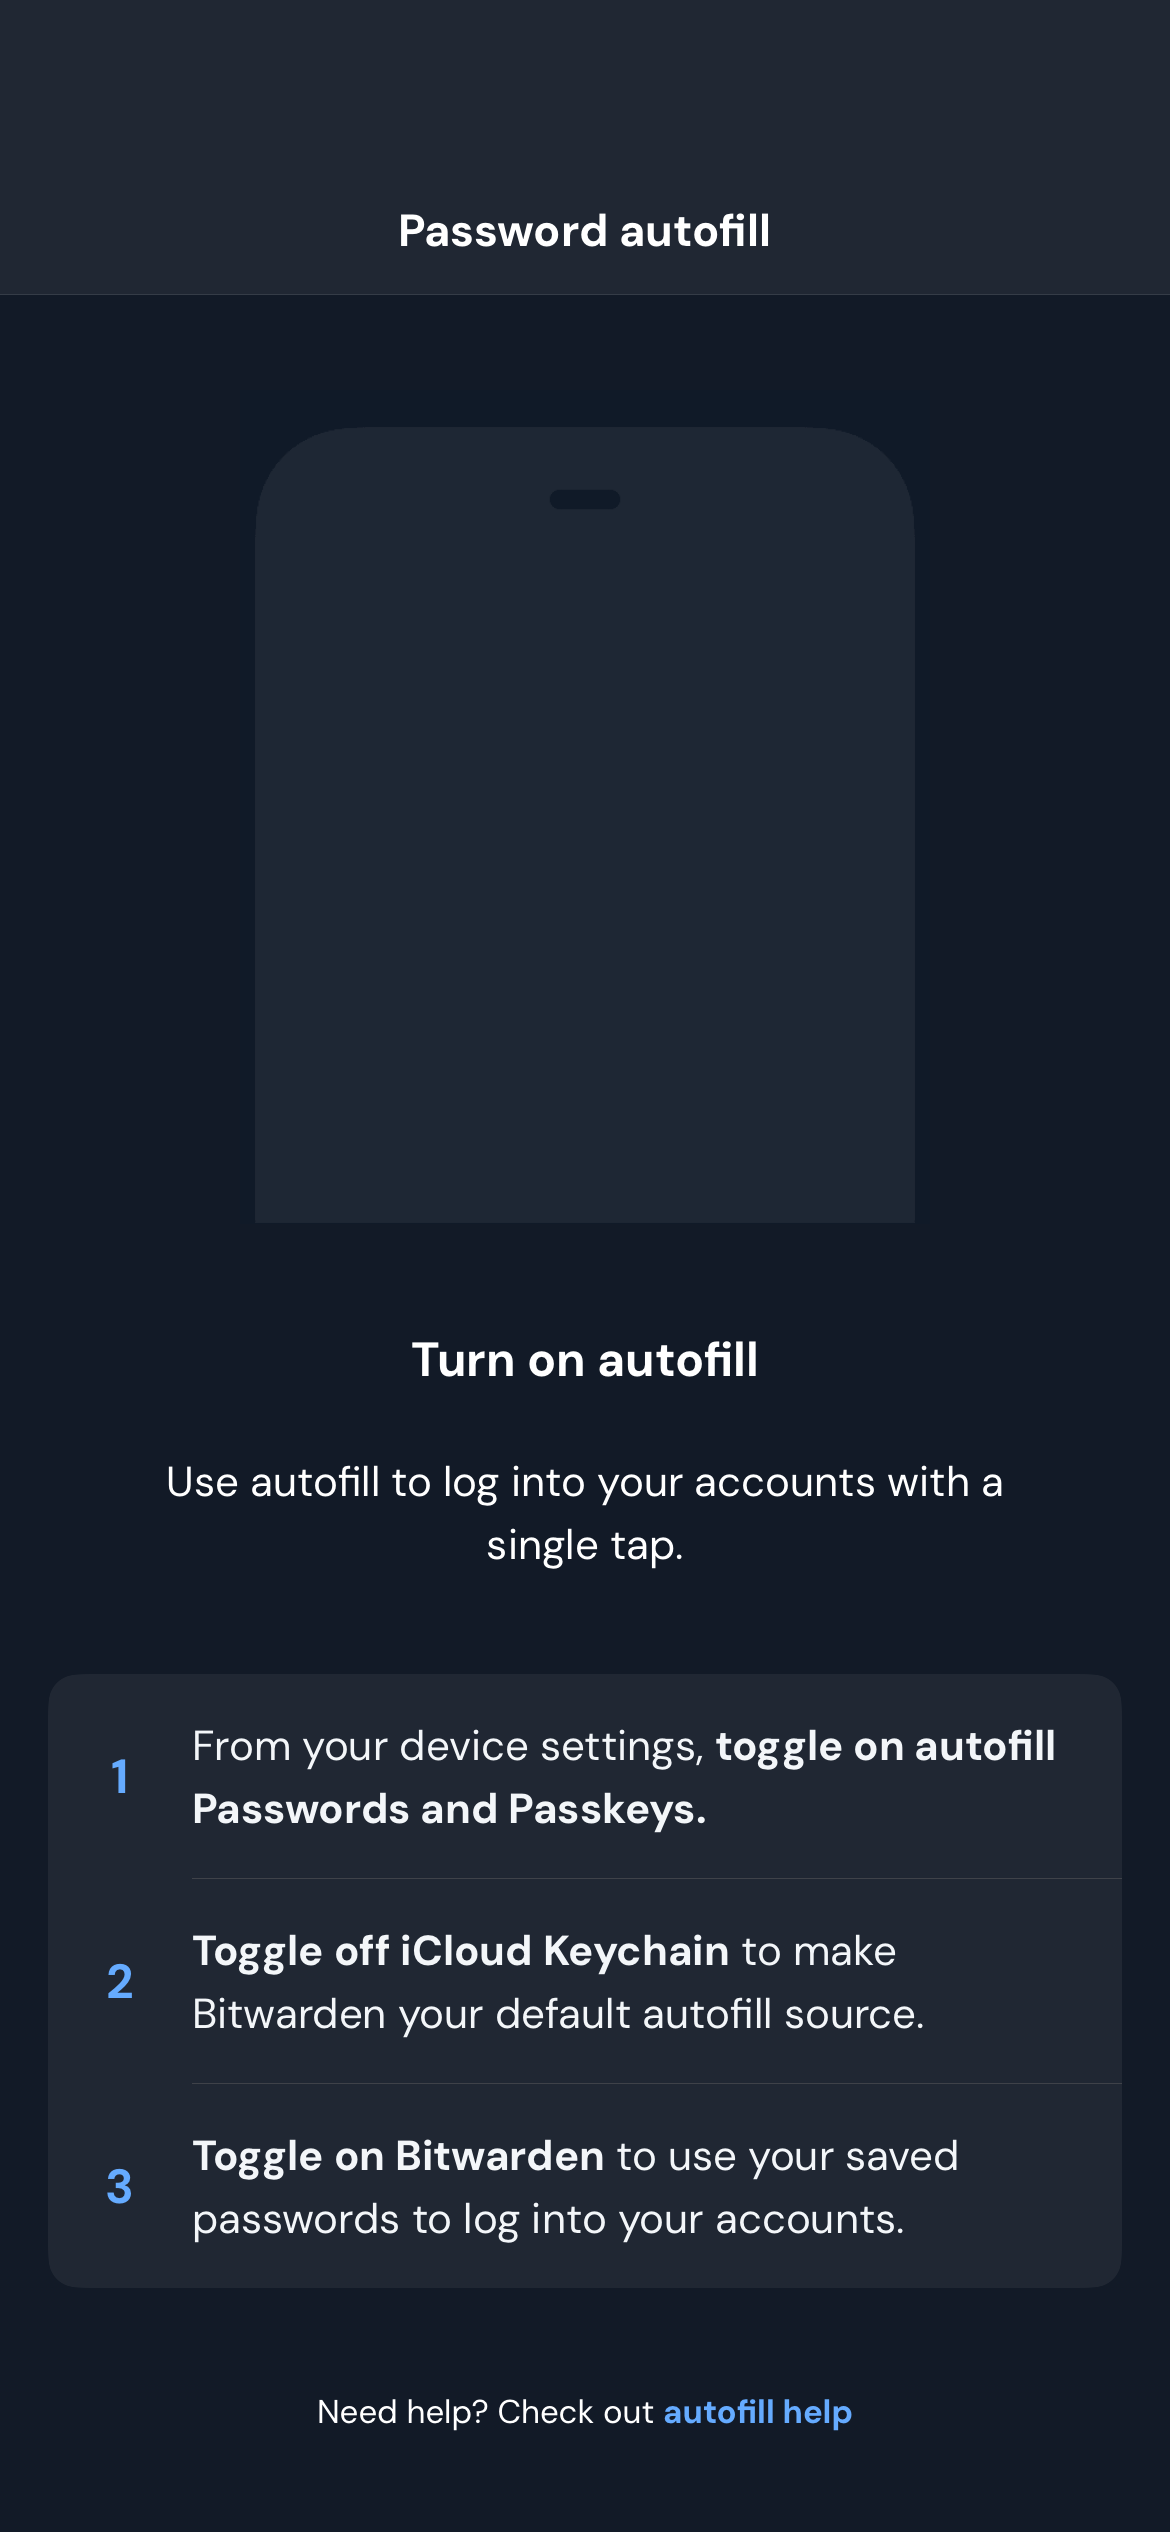 Password autofill
Turn on autofill
Use autofill to log into your accounts with a
single tap.
1
From your device settings, toggle on autofill
Passwords and Passkeys.
2
Toggle off iCloud Keychain to make
Bitwarden your default autofill source.
3
Toggle on Bitwarden to use your saved
passwords to log into your accounts.
Need help? Check out autofill help